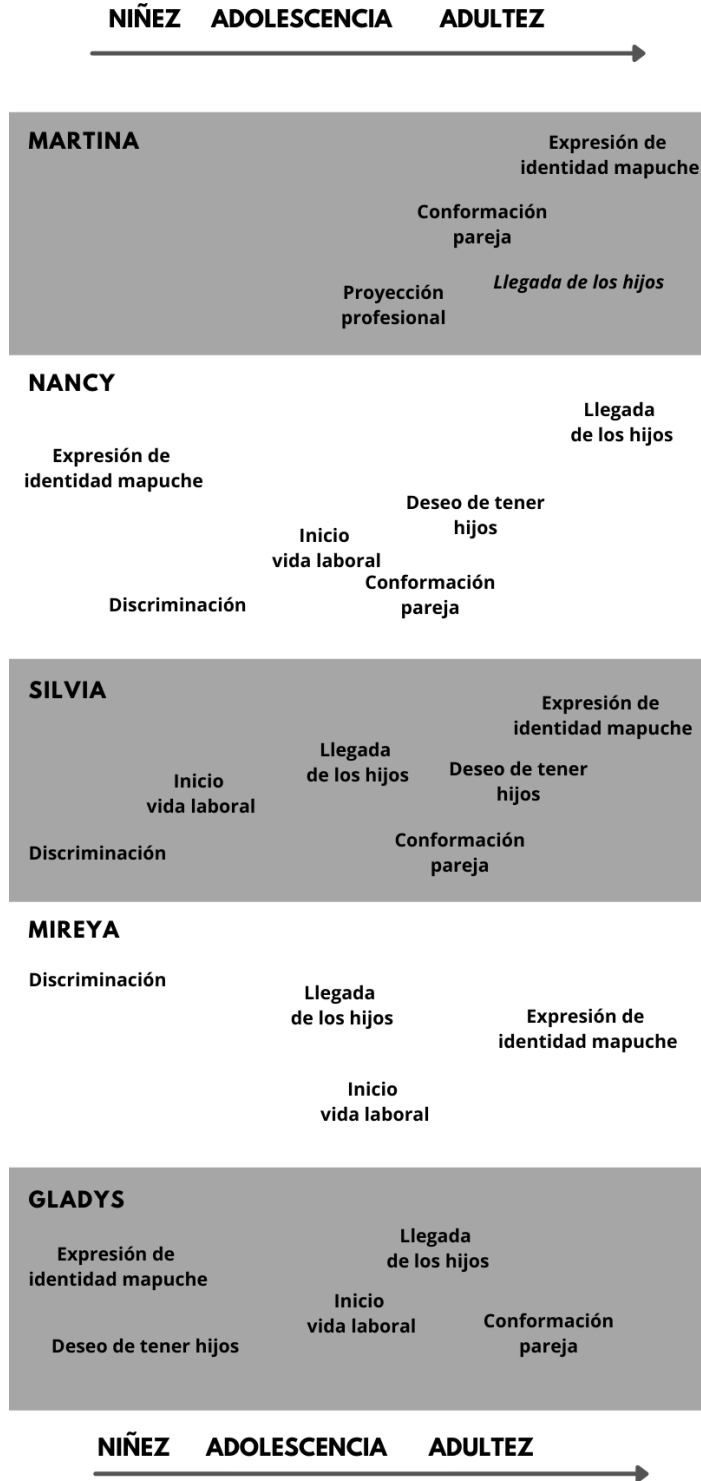 NIÑEZ ADOLESCENCIA ADULTEZ
MARTINA
Expresión de
identidad mapuche
Conformación
pareja
Llegada de los hijos
Proyección
profesional
NANCY
Llegada
de los hijos
Expresión de
identidad mapuche
Deseo de tener
hijos
Inicio
vida laboral
Conformación
pareja
Discriminación
SILVIA
Expresión de
identidad mapuche
Llegada
de los hijos
Deseo de tener
hijos
Inicio
vida laboral
Conformación
pareja
Discriminación
MIREYA
Discriminación
Llegada
de los hijos
Expresión de
identidad mapuche
Inicio
vida laboral
GLADYS
Llegada
de los hijos
Expresión de
identidad mapuche
Inicio
vida laboral
Conformación
pareja
Deseo de tener hijos
NIÑEZ ADOLESCENCIA ADULTEZ